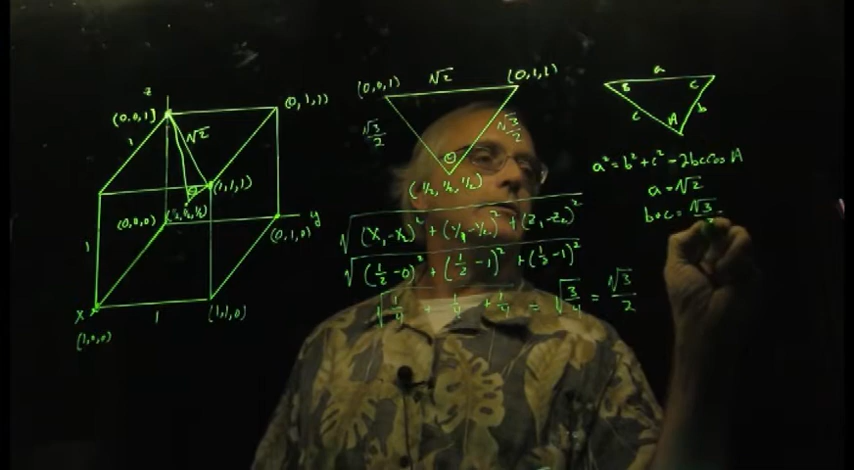 z
(0,0,1]
(0,1,1)
1
√2
(1,1,1)
θ
(0,0,0)
(½,½,½)
y
(0,1,0)
1
x
1
(1,1,0)
(1,0,0)
(0,0,1)
√2
(0,1,1)
√3/2
√3/2
θ
(½,½,½)
√(X₁-X₂)² + (Y₁-Y₂)² + (Z₁-Z₂)²
√(1/2-0)² + (1/2-1)² + (1/2-1)²
√1/4 + 1/4 + 1/4 = √3/4 = √3/2
a
B
C
c
b
A
a² = b² + c² - 2bc cos A
a = √2
b+c = √3/2